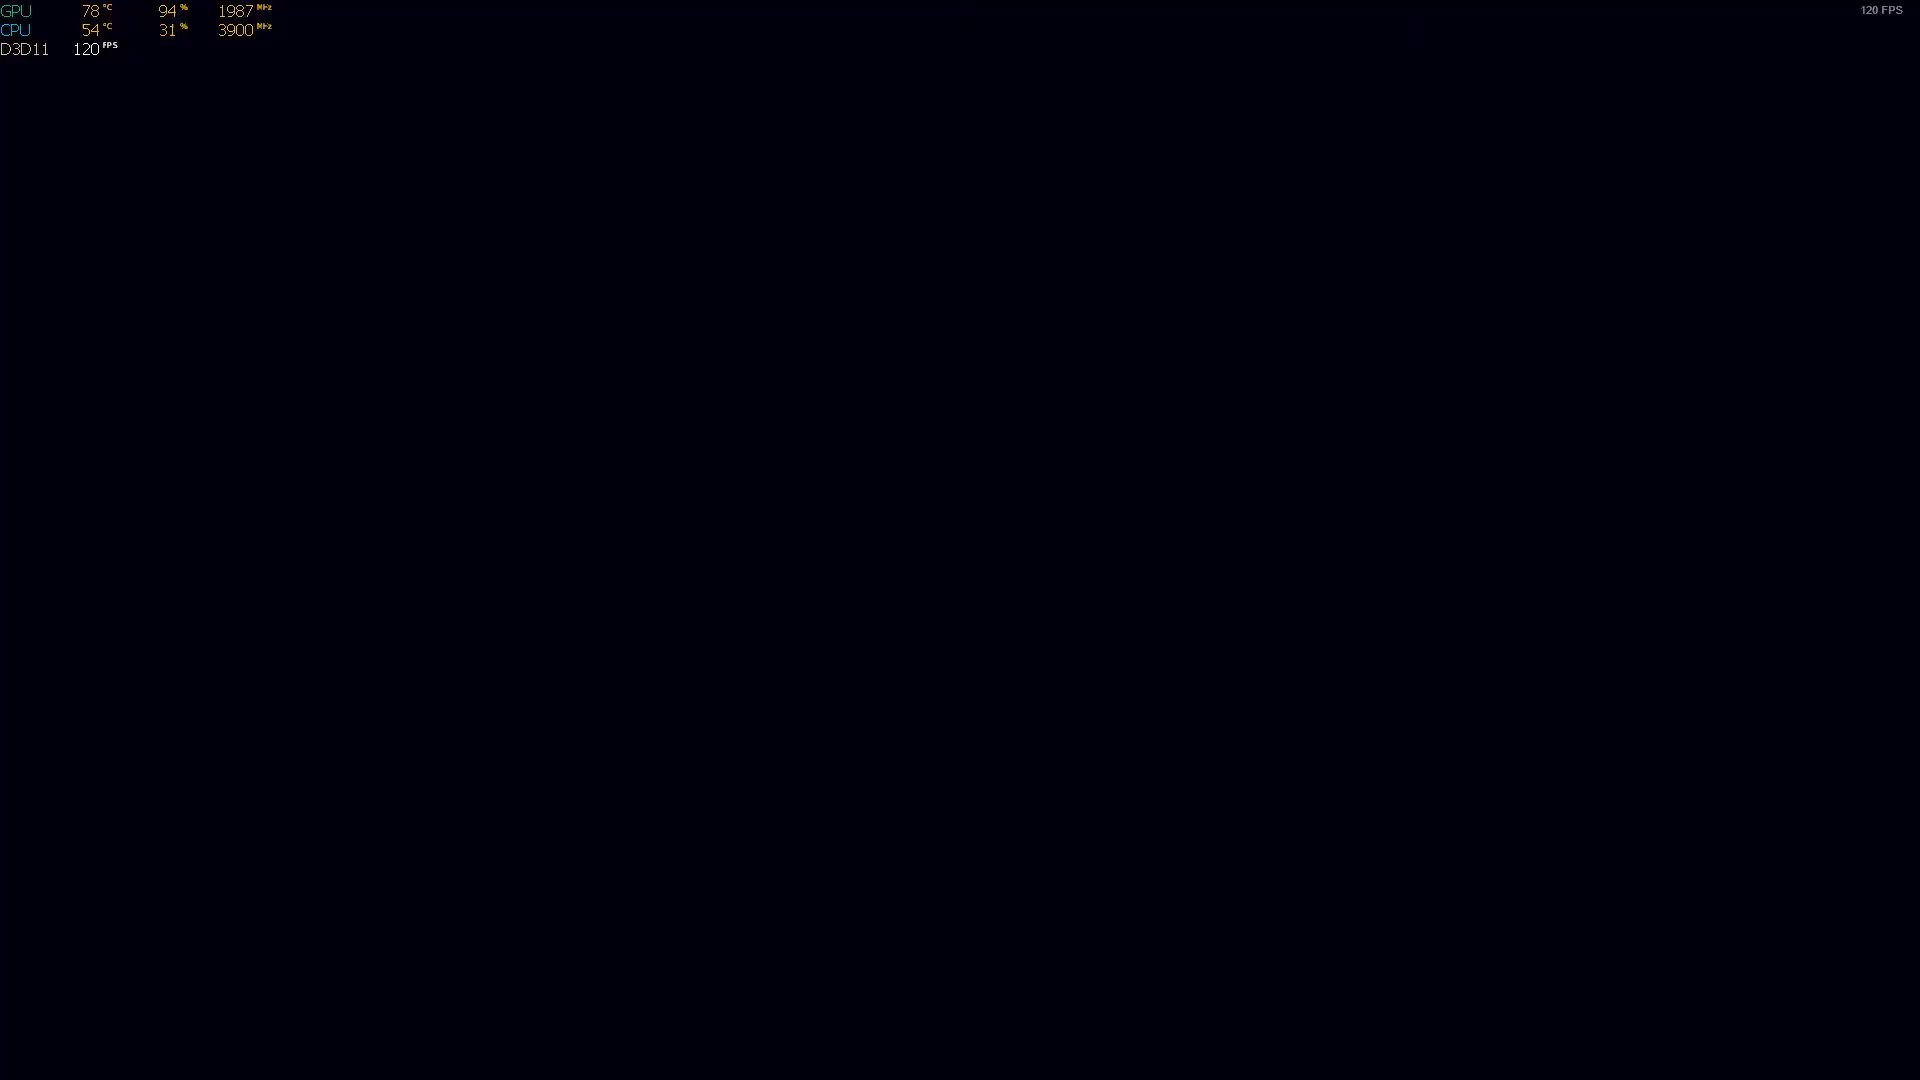 GPU 78 °C 94 % 1987 MHz
120 FPS
CPU 54 °C 31 % 3900 MHz
D3D11 120 FPS